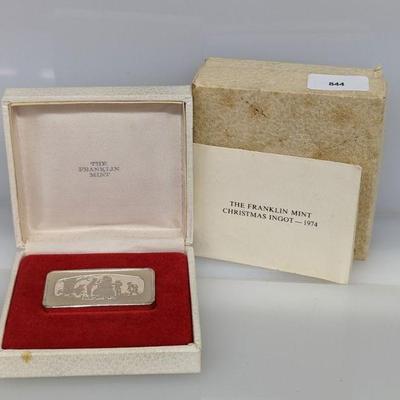 THE
FRANKLIN
MINT
844
THE FRANKLIN MINT
CHRISTMAS INGOT—1974